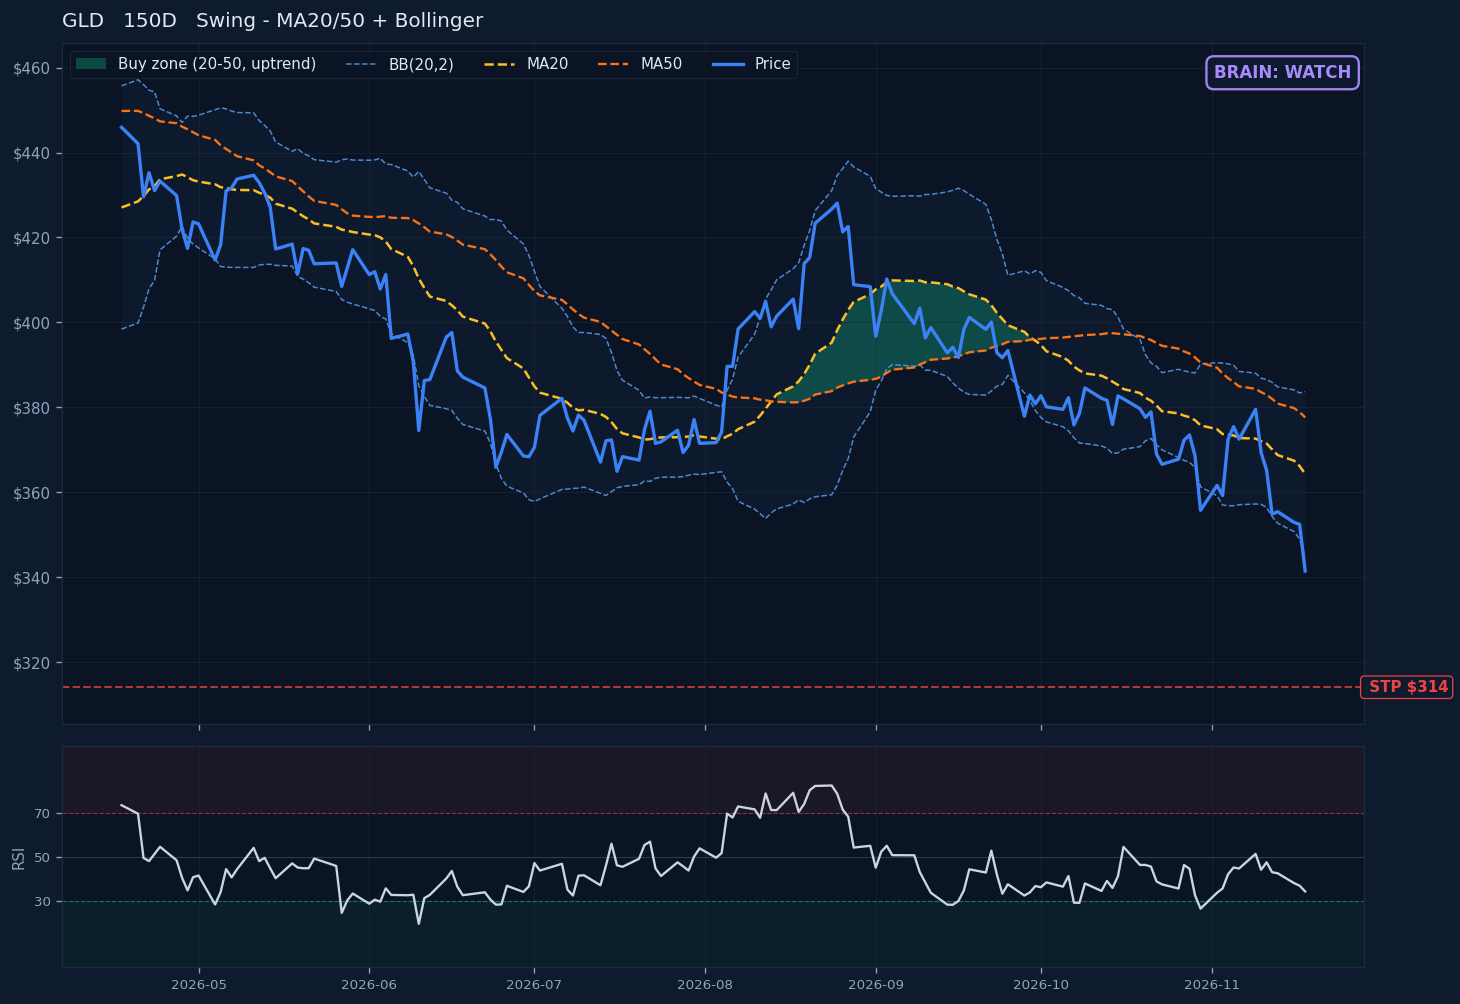 GLD   150D   Swing - MA20/50 + Bollinger
Buy zone (20-50, uptrend)   BB(20,2)   MA20   MA50   Price
BRAIN: WATCH
$460
$440
$420
$400
$380
$360
$340
$320
STP $314
RSI
70
50
30
2026-05   2026-06   2026-07   2026-08   2026-09   2026-10   2026-11